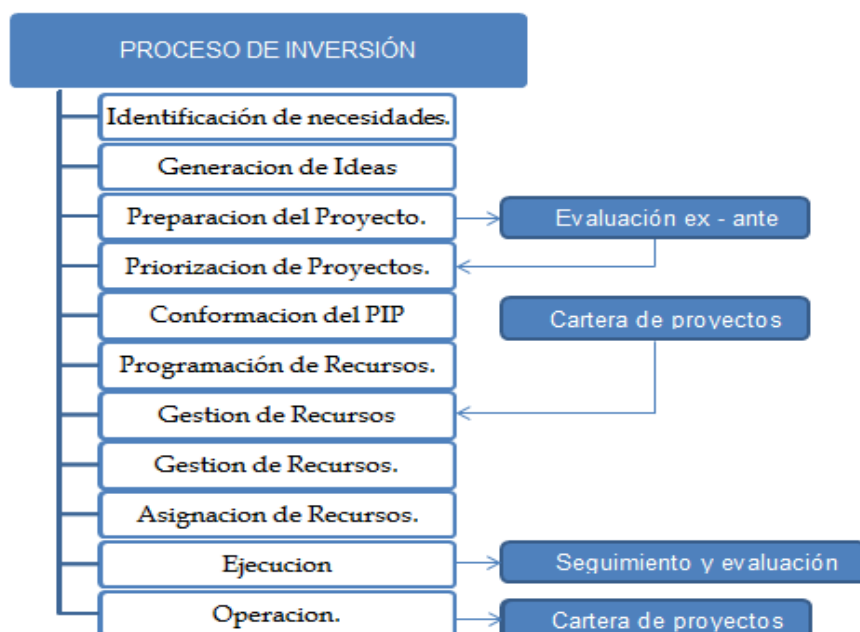 PROCESO DE INVERSIÓN
Identificación de necesidades.
Generacion de Ideas
Preparacion del Proyecto.
Evaluación ex - ante
Priorizacion de Proyectos.
Conformacion del PIP
Cartera de proyectos
Programación de Recursos.
Gestion de Recursos
Gestion de Recursos.
Asignacion de Recursos.
Ejecucion
Seguimiento y evaluación
Operacion.
Cartera de proyectos